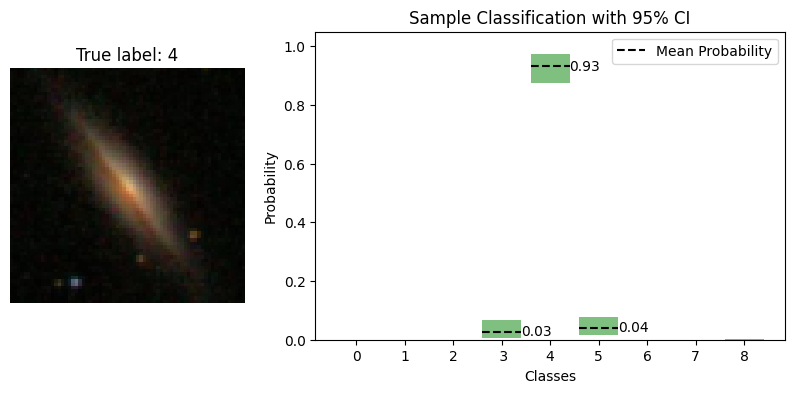 True label: 4
Sample Classification with 95% CI
Mean Probability
Probability
1.0
0.8
0.6
0.4
0.2
0.0
0.93
0.03
0.04
0 1 2 3 4 5 6 7 8
Classes